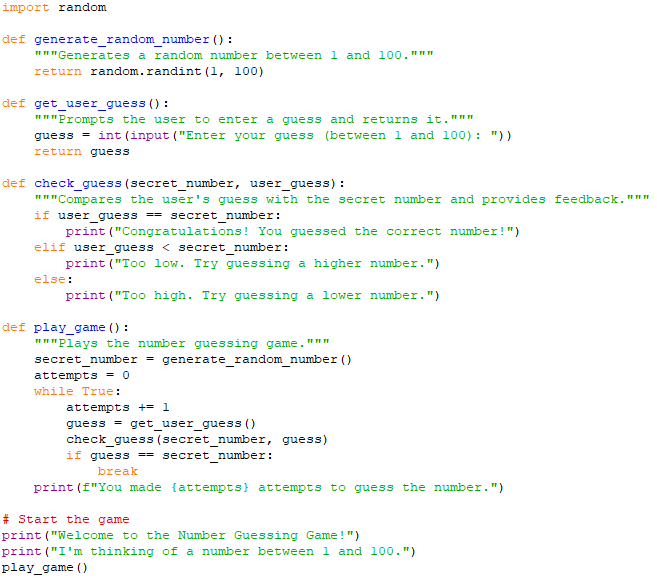 import random

def generate_random_number():
    """Generates a random number between 1 and 100."""
    return random.randint(1, 100)

def get_user_guess():
    """Prompts the user to enter a guess and returns it."""
    guess = int(input("Enter your guess (between 1 and 100): "))
    return guess

def check_guess(secret_number, user_guess):
    """Compares the user's guess with the secret number and provides feedback."""
    if user_guess == secret_number:
        print("Congratulations! You guessed the correct number!")
    elif user_guess < secret_number:
        print("Too low. Try guessing a higher number.")
    else:
        print("Too high. Try guessing a lower number.")

def play_game():
    """Plays the number guessing game."""
    secret_number = generate_random_number()
    attempts = 0
    while True:
        attempts += 1
        guess = get_user_guess()
        check_guess(secret_number, guess)
        if guess == secret_number:
            break
    print(f"You made {attempts} attempts to guess the number.")

# Start the game
print("Welcome to the Number Guessing Game!")
print("I'm thinking of a number between 1 and 100.")
play_game()